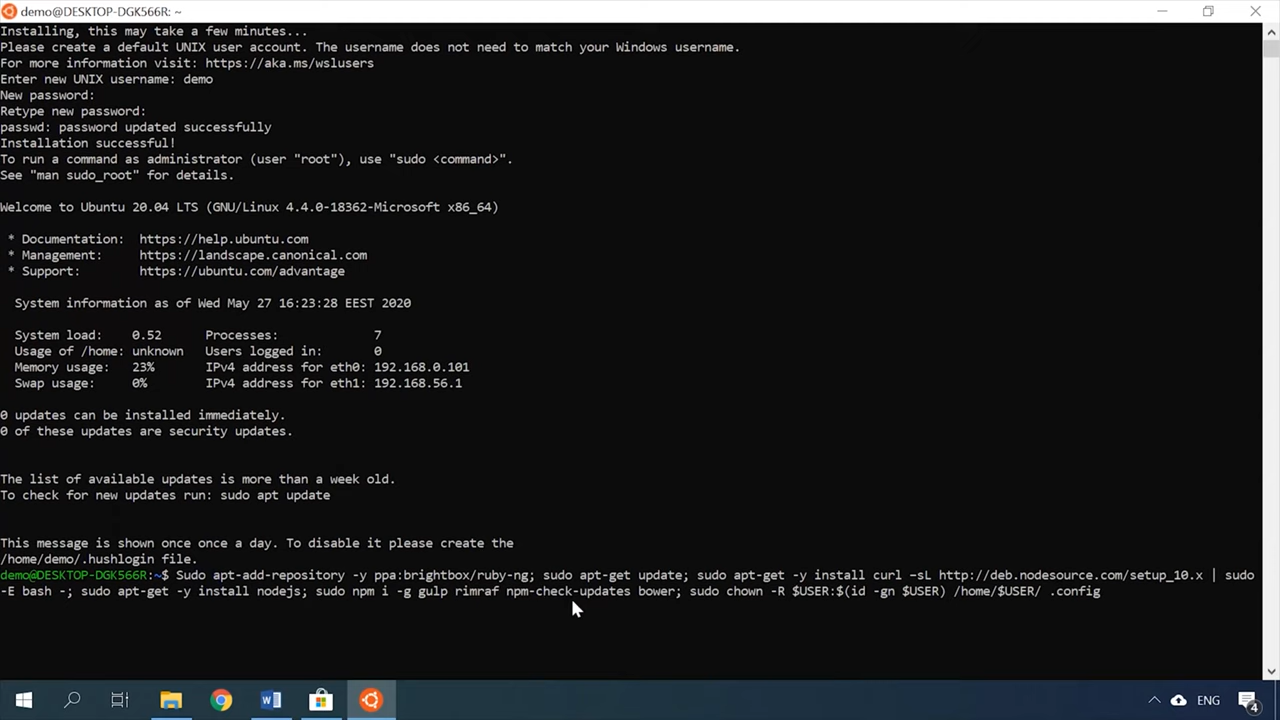 demo@DESKTOP-DGK566R: ~
Installing, this may take a few minutes...
Please create a default UNIX user account. The username does not need to match your Windows username.
For more information visit: https://aka.ms/wslusers
Enter new UNIX username: demo
New password:
Retype new password:
passwd: password updated successfully
Installation successful!
To run a command as administrator (user "root"), use "sudo <command>".
See "man sudo_root" for details.
Welcome to Ubuntu 20.04 LTS (GNU/Linux 4.4.0-18362-Microsoft x86_64)
* Documentation: https://help.ubuntu.com
* Management: https://landscape.canonical.com
* Support: https://ubuntu.com/advantage
System information as of Wed May 27 16:23:28 EEST 2020
System load: 0.52 Processes: 7
Usage of /home: unknown Users logged in: 0
Memory usage: 23% IPv4 address for eth0: 192.168.0.101
Swap usage: 0% IPv4 address for eth1: 192.168.56.1
0 updates can be installed immediately.
0 of these updates are security updates.
The list of available updates is more than a week old.
To check for new updates run: sudo apt update
This message is shown once once a day. To disable it please create the
/home/demo/.hushlogin file.
demo@DESKTOP-DGK566R:~$ Sudo apt-add-repository -y ppa:brightbox/ruby-ng; sudo apt-get update; sudo apt-get -y install curl –sL http://deb.nodesource.com/setup_10.x | sudo
-E bash -; sudo apt-get -y install nodejs; sudo npm i -g gulp rimraf npm-check-updates bower; sudo chown -R $USER:$(id -gn $USER) /home/$USER/ .config
ENG
4